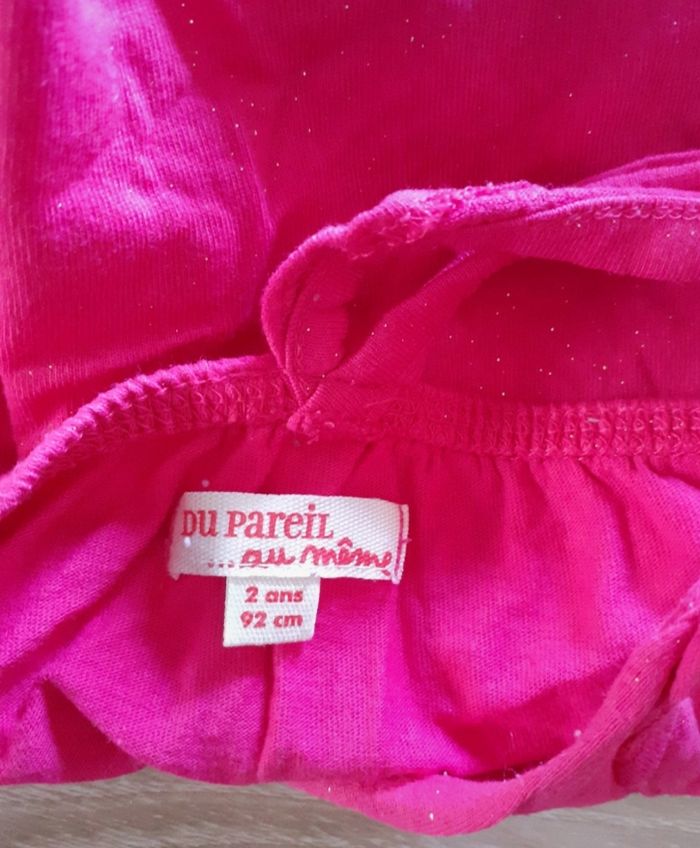 DU PAREIL
...au même
2 ans
92 cm